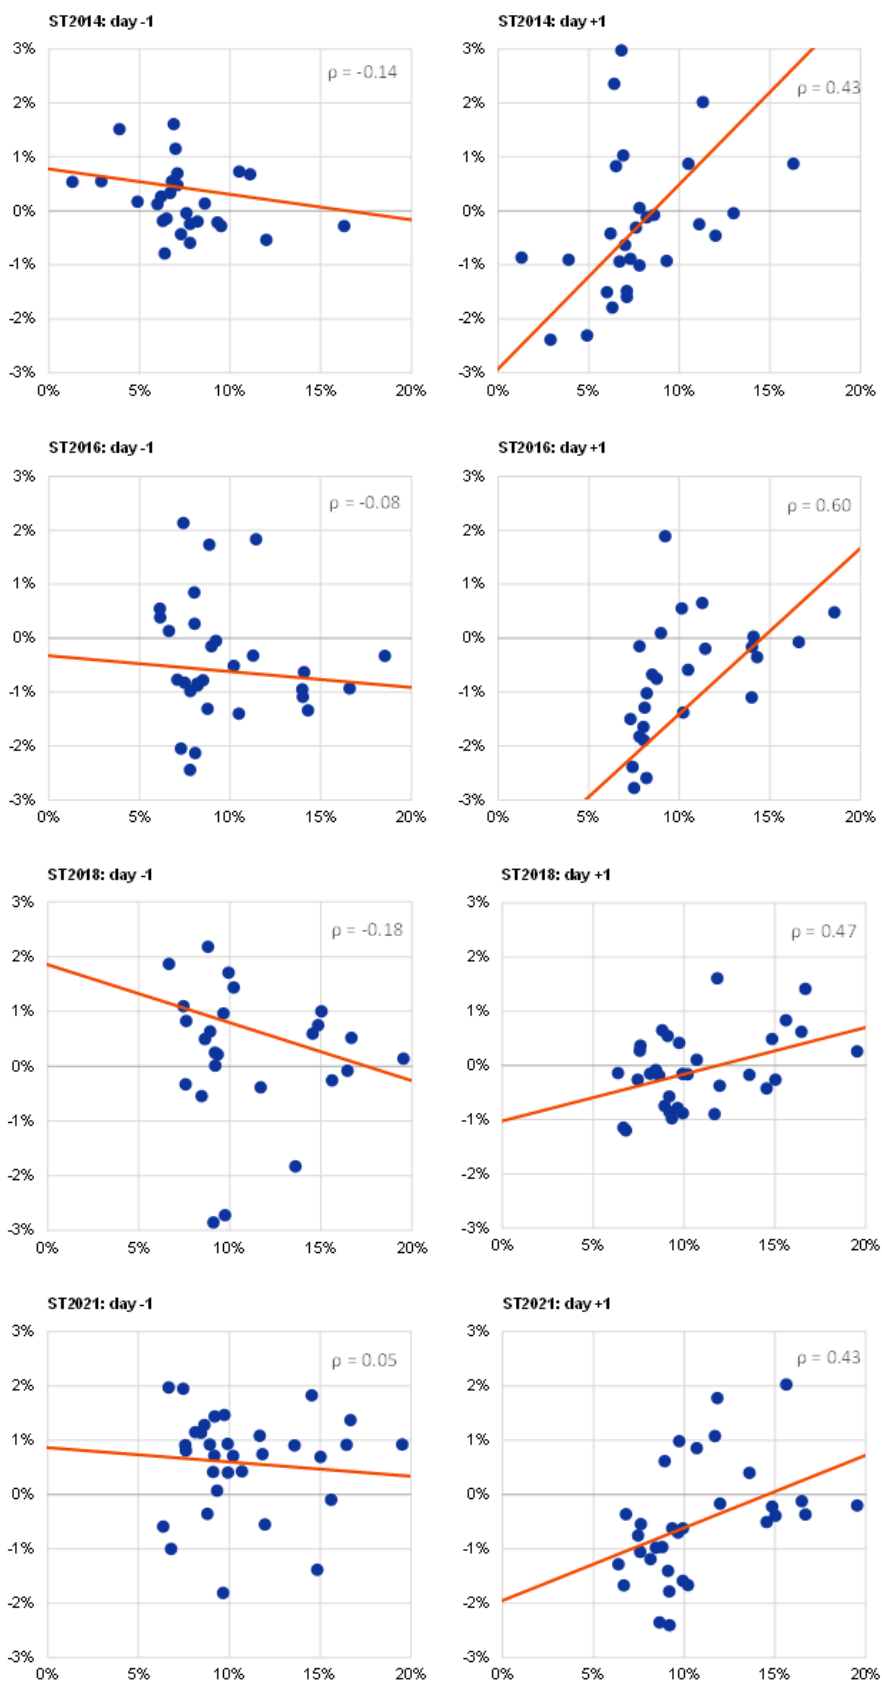 ST2014: day -1
ρ = -0.14
3%
2%
1%
0%
-1%
-2%
-3%
0% 5% 10% 15% 20%
ST2014: day +1
ρ = 0.43
3%
2%
1%
0%
-1%
-2%
-3%
0% 5% 10% 15% 20%
ST2016: day -1
ρ = -0.08
3%
2%
1%
0%
-1%
-2%
-3%
0% 5% 10% 15% 20%
ST2016: day +1
ρ = 0.60
3%
2%
1%
0%
-1%
-2%
-3%
0% 5% 10% 15% 20%
ST2018: day -1
ρ = -0.18
3%
2%
1%
0%
-1%
-2%
-3%
0% 5% 10% 15% 20%
ST2018: day +1
ρ = 0.47
3%
2%
1%
0%
-1%
-2%
-3%
0% 5% 10% 15% 20%
ST2021: day -1
ρ = 0.05
3%
2%
1%
0%
-1%
-2%
-3%
0% 5% 10% 15% 20%
ST2021: day +1
ρ = 0.43
3%
2%
1%
0%
-1%
-2%
-3%
0% 5% 10% 15% 20%